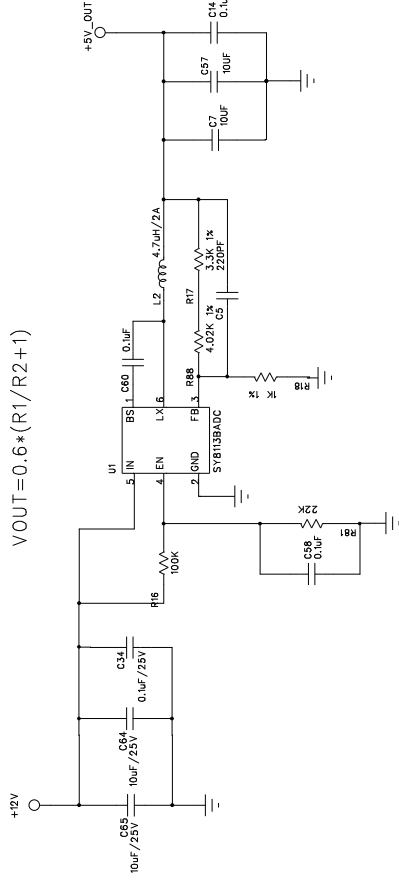 VOUT=0.6*(R1/R2+1)
+12V
C65
10uF/25V
C64
10uF/25V
C34
0.1uF/25V
R16
100K
U1
5
IN
BS
1
4
EN
LX
6
2
GND
FB
3
SY8113BADC
C60
0.1uF
L2
4.7uH/2A
R88
4.02K 1%
R17
3.3K 1%
220PF
C5
1K 1%
R18
C58
0.1uF
22K
R81
C7
10UF
C57
10UF
C14
+5V_OUT